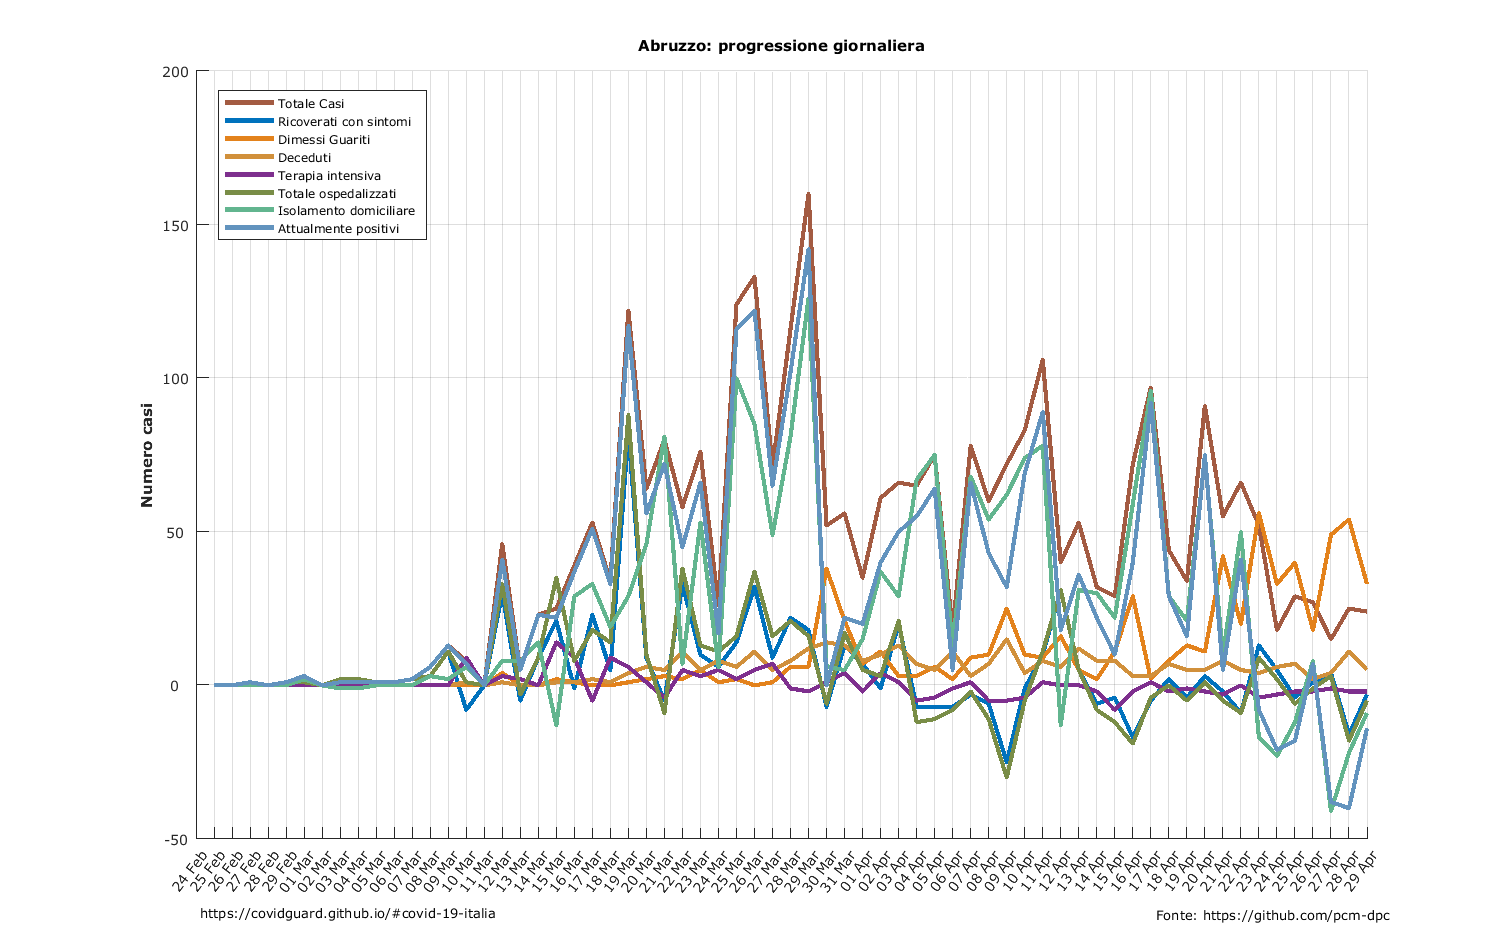 Abruzzo: progressione giornaliera
200
150
100
50
0
-50
Numero casi
Totale Casi
Ricoverati con sintomi
Dimessi Guariti
Deceduti
Terapia intensiva
Totale ospedalizzati
Isolamento domiciliare
Attualmente positivi
24 Feb
25 Feb
26 Feb
27 Feb
28 Feb
29 Feb
01 Mar
02 Mar
03 Mar
04 Mar
05 Mar
06 Mar
07 Mar
08 Mar
09 Mar
10 Mar
11 Mar
12 Mar
13 Mar
14 Mar
15 Mar
16 Mar
17 Mar
18 Mar
19 Mar
20 Mar
21 Mar
22 Mar
23 Mar
24 Mar
25 Mar
26 Mar
27 Mar
28 Mar
29 Mar
30 Mar
31 Mar
01 Apr
02 Apr
03 Apr
04 Apr
05 Apr
06 Apr
07 Apr
08 Apr
09 Apr
10 Apr
11 Apr
12 Apr
13 Apr
14 Apr
15 Apr
16 Apr
17 Apr
18 Apr
19 Apr
20 Apr
21 Apr
22 Apr
23 Apr
24 Apr
25 Apr
26 Apr
27 Apr
28 Apr
29 Apr
https://covidguard.github.io/#covid-19-italia
Fonte: https://github.com/pcm-dpc